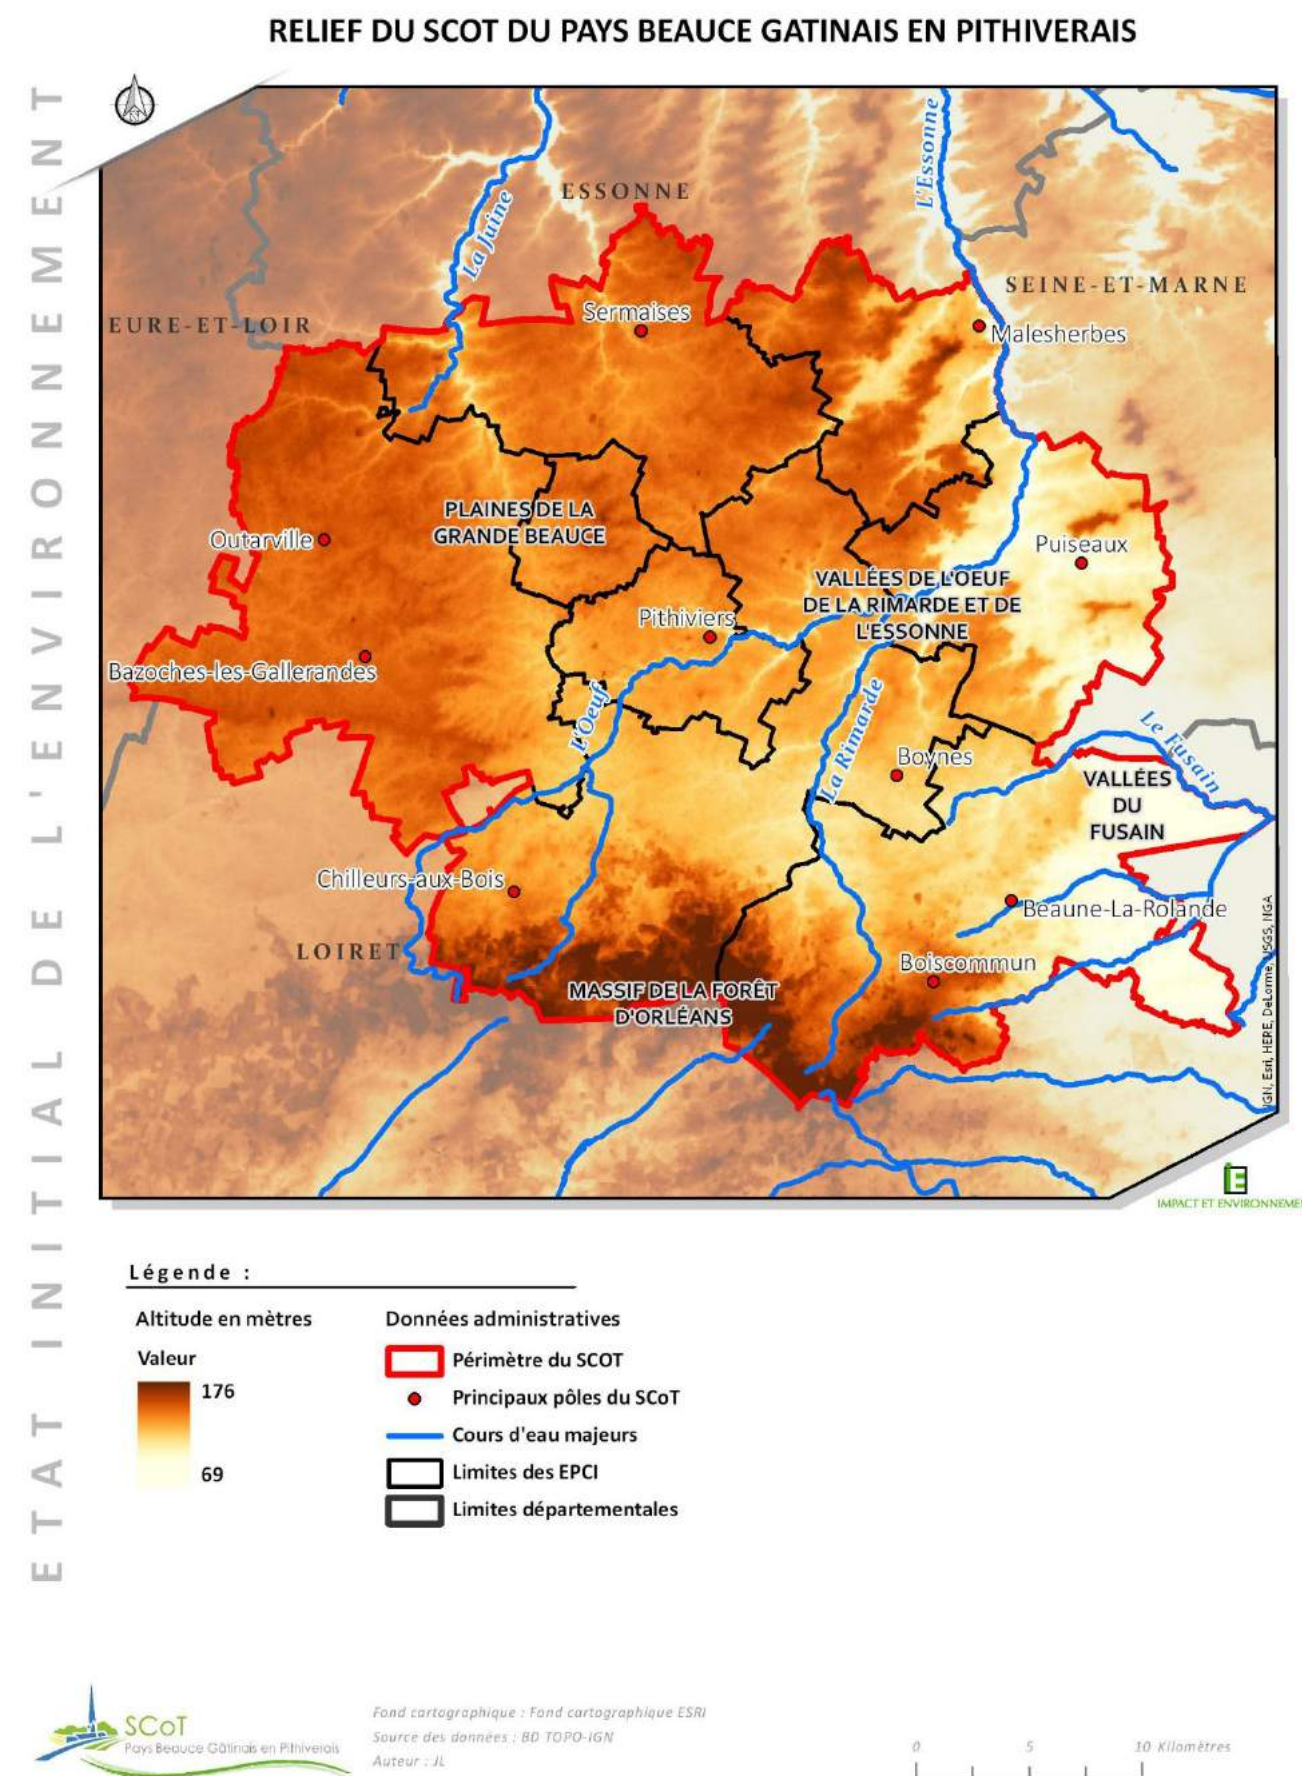 RELIEF DU SCOT DU PAYS BEAUCE GATINAIS EN PITHIVERAIS
ETAT INITIAL DE L'ENVIRONNEMENT
L'Essonne
ESSONNE
La Juine
SEINE-ET-MARNE
Sermaises
EURE-ET-LOIR
Malesherbes
PLAINES DE LA
GRANDE BEAUCE
Outarville
Puiseaux
VALLÉES DE L'OEUF
DE LA RIMARDE ET DE
L'ESSONNE
Pithiviers
Bazoches-les-Gallerandes
L'Oeuf
La Rimarde
Le Fusain
Boynes
VALLÉES
DU
FUSAIN
Chilleurs-aux-Bois
Beaune-La-Rolande
LOIRET
Boiscommun
MASSIF DE LA FORÊT
D'ORLÉANS
IGN, Esri, HERE, DeLorme, USGS, NGA
IE
IMPACT ET ENVIRONNEME
Légende :
Altitude en mètres
Valeur
176
69
Données administratives
Périmètre du SCOT
Principaux pôles du SCoT
Cours d'eau majeurs
Limites des EPCI
Limites départementales
SCoT
Pays Beauce Gâtinais en Pithiverais
Fond cartographique : Fond cartographique ESRI
Source des données : BD TOPO-IGN
Auteur : JL
0 5 10 Kilomètres